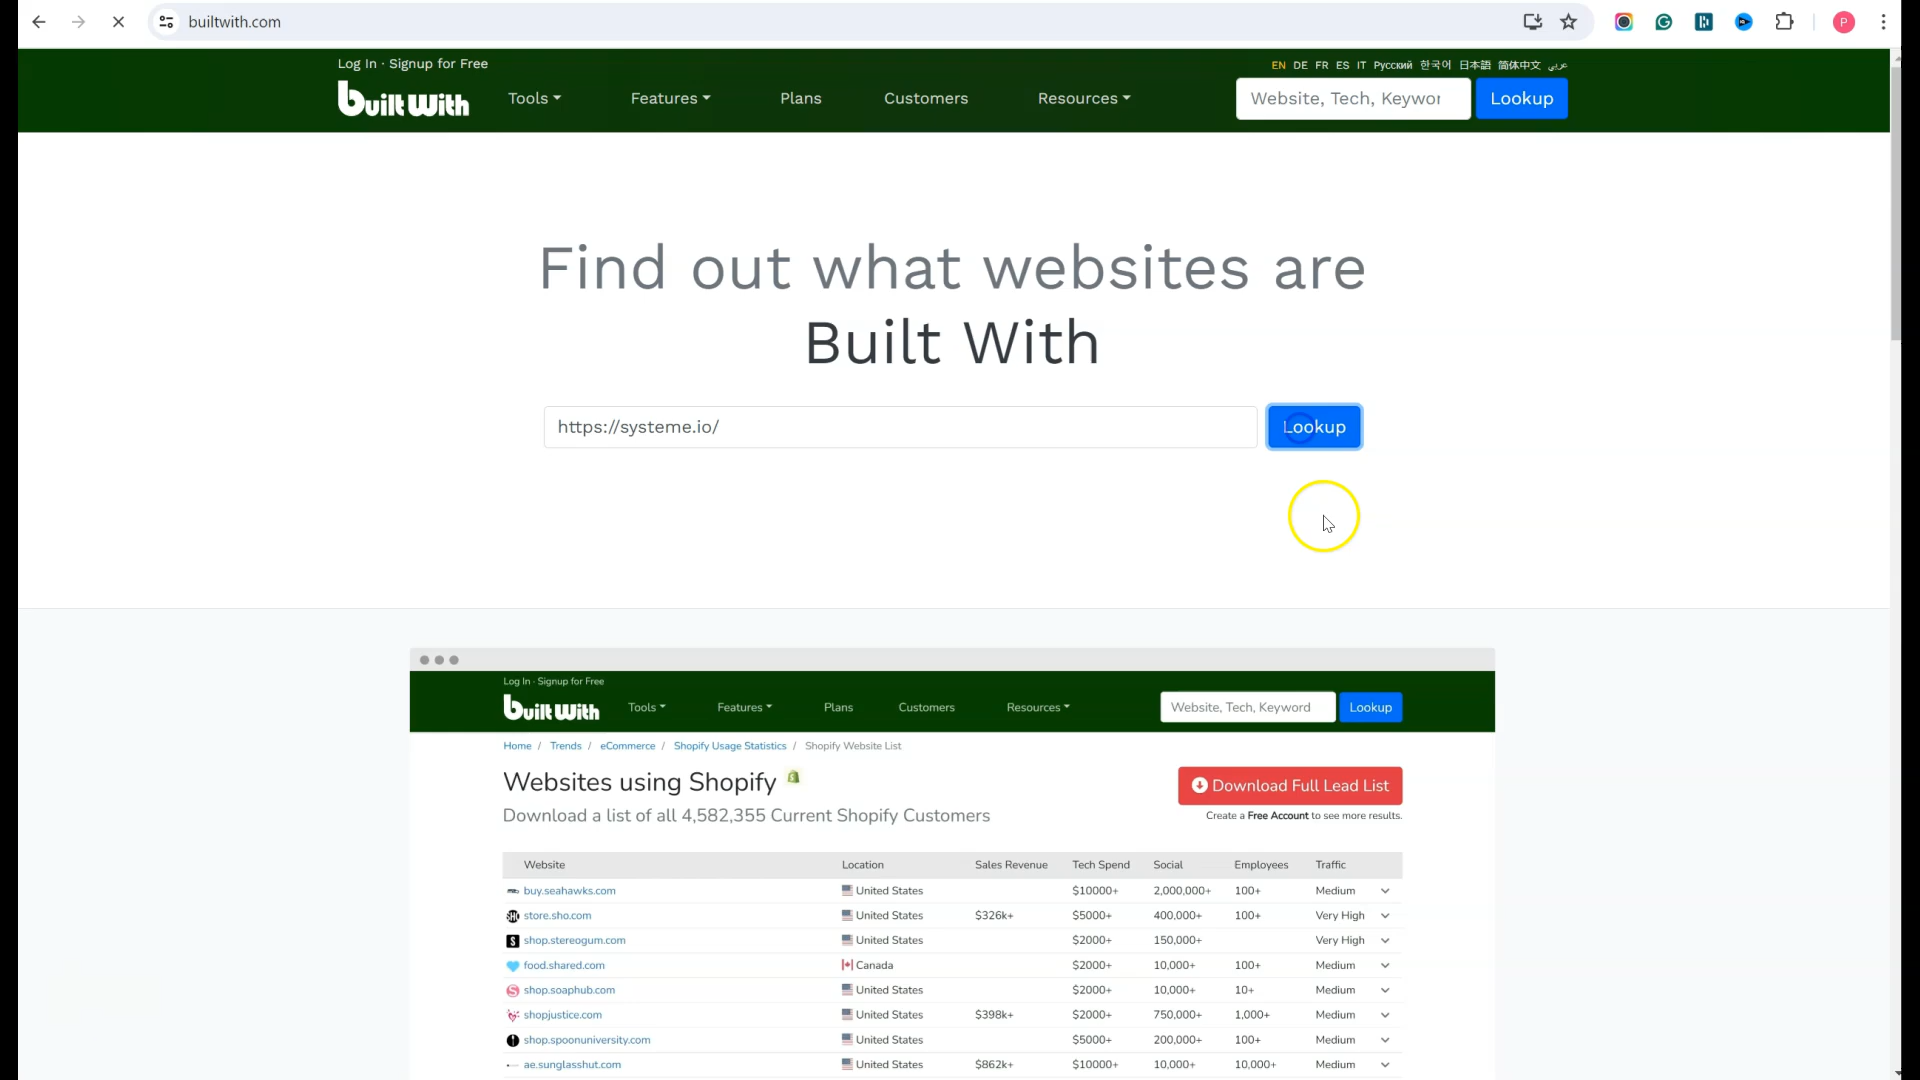 builtwith.com
P
Log In · Signup for Free
EN DE FR ES IT Русский 한국어 日本語 简体中文 عربي
built with Tools Features Plans Customers Resources Website, Tech, Keywor Lookup
Find out what websites are
Built With
https://systeme.io/ Lookup
Log In · Signup for Free
built with Tools Features Plans Customers Resources Website, Tech, Keyword Lookup
Home / Trends / eCommerce / Shopify Usage Statistics / Shopify Website List
Websites using Shopify
Download Full Lead List
Download a list of all 4,582,355 Current Shopify Customers
Create a Free Account to see more results.
Website Location Sales Revenue Tech Spend Social Employees Traffic
buy.seahawks.com United States $10000+ 2,000,000+ 100+ Medium
store.sho.com United States $326k+ $5000+ 400,000+ 100+ Very High
shop.stereogum.com United States $2000+ 150,000+ Very High
food.shared.com Canada $2000+ 10,000+ 100+ Medium
shop.soaphub.com United States $2000+ 10,000+ 10+ Medium
shopjustice.com United States $398k+ $2000+ 750,000+ 1,000+ Medium
shop.spoonuniversity.com United States $5000+ 200,000+ 100+ Medium
ae.sunglasshut.com United States $862k+ $10000+ 10,000+ 10,000+ Medium